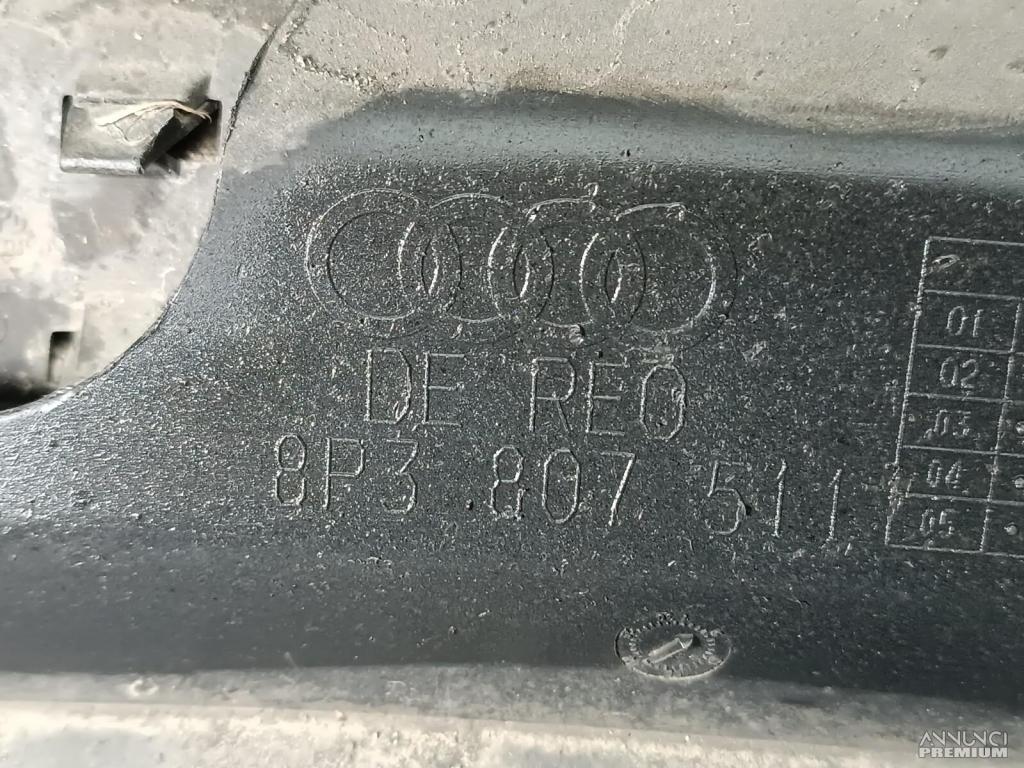 DE REO
8P3 807 511
01
02
03
04
05
ANNUNCI
PREMIUM